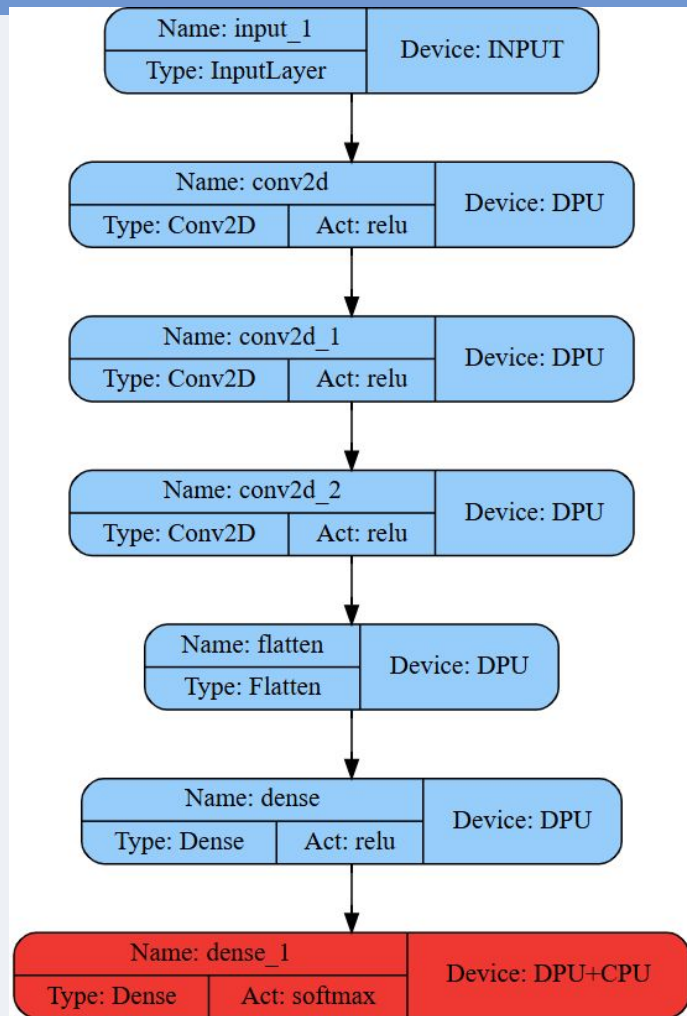 Name: input_1
Type: InputLayer
Device: INPUT
Name: conv2d
Type: Conv2D
Act: relu
Device: DPU
Name: conv2d_1
Type: Conv2D
Act: relu
Device: DPU
Name: conv2d_2
Type: Conv2D
Act: relu
Device: DPU
Name: flatten
Type: Flatten
Device: DPU
Name: dense
Type: Dense
Act: relu
Device: DPU
Name: dense_1
Type: Dense
Act: softmax
Device: DPU+CPU